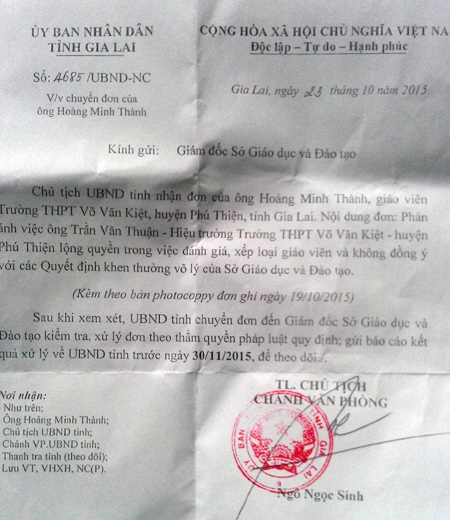 ỦY BAN NHÂN DÂN
TỈNH GIA LAI
CỘNG HÒA XÃ HỘI CHỦ NGHĨA VIỆT NA
Độc lập – Tự do – Hạnh phúc
Số: 4685/UBND-NC
V/v chuyển đơn của
ông Hoàng Minh Thành
Gia Lai, ngày 23 tháng 10 năm 2015
Kính gửi: Giám đốc Sở Giáo dục và Đào tạo
Chủ tịch UBND tỉnh nhận đơn của ông Hoàng Minh Thành, giáo viên
Trường THPT Võ Văn Kiệt, huyện Phú Thiện, tỉnh Gia Lai. Nội dung đơn: Phản
ánh việc ông Trần Văn Thuận - Hiệu trưởng Trường THPT Võ Văn Kiệt - huyện
Phú Thiện lộng quyền trong việc đánh giá, xếp loại giáo viên và không đồng ý
với các Quyết định khen thưởng vô lý của Sở Giáo dục và Đào tạo.
(Kèm theo bản photocoppy đơn ghi ngày 19/10/2015)
Sau khi xem xét, UBND tỉnh chuyển đơn đến Giám đốc Sở Giáo dục và
Đào tạo kiểm tra, xử lý đơn theo thẩm quyền pháp luật quy định; gửi báo cáo kết
quả xử lý về UBND tỉnh trước ngày 30/11/2015, để theo dõi./.
Nơi nhận:
- Như trên;
- Ông Hoàng Minh Thành;
- Chủ tịch UBND tỉnh;
- Chánh VP.UBND tỉnh;
- Thanh tra tỉnh (theo dõi);
- Lưu VT, VHXH, NC(P).
TL. CHỦ TỊCH
CHÁNH VĂN PHÒNG
ỦY BAN NHÂN DÂN TỈNH GIA LAI
Ngô Ngọc Sinh